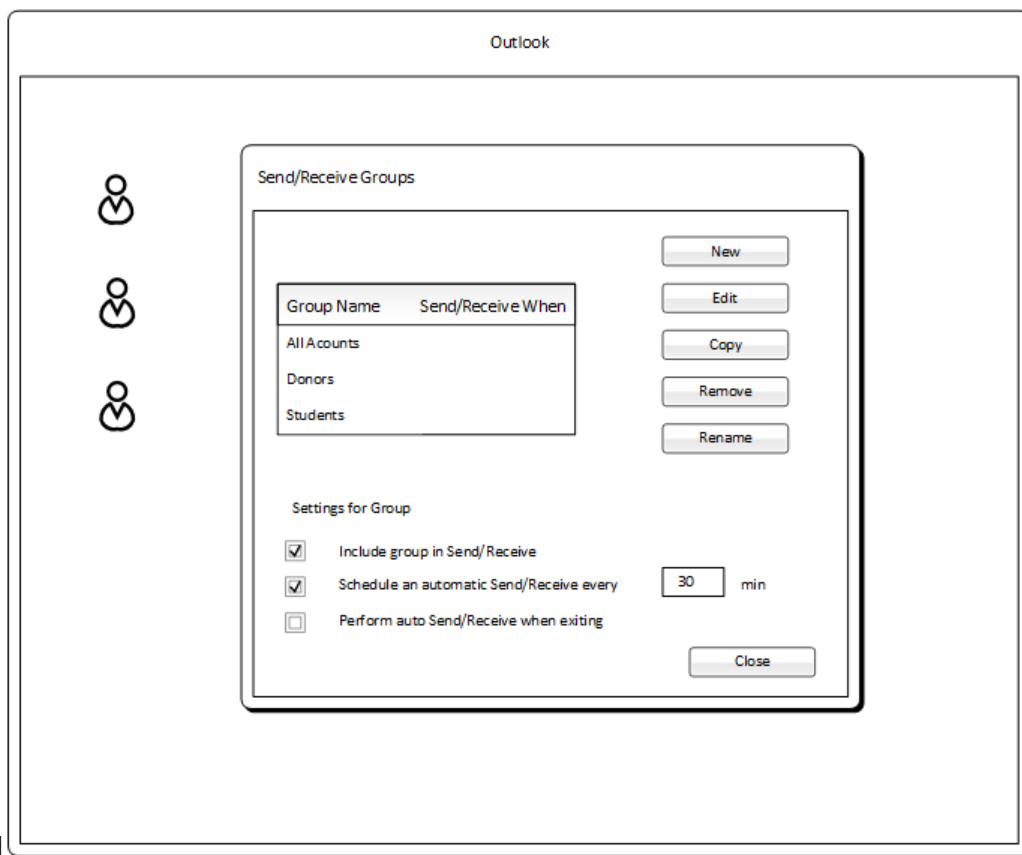 Outlook
Send/Receive Groups
New
Group Name Send/Receive When
Edit
All Acounts
Copy
Donors
Remove
Students
Rename
Settings for Group
Include group in Send/Receive
Schedule an automatic Send/Receive every 30 min
Perform auto Send/Receive when exiting
Close